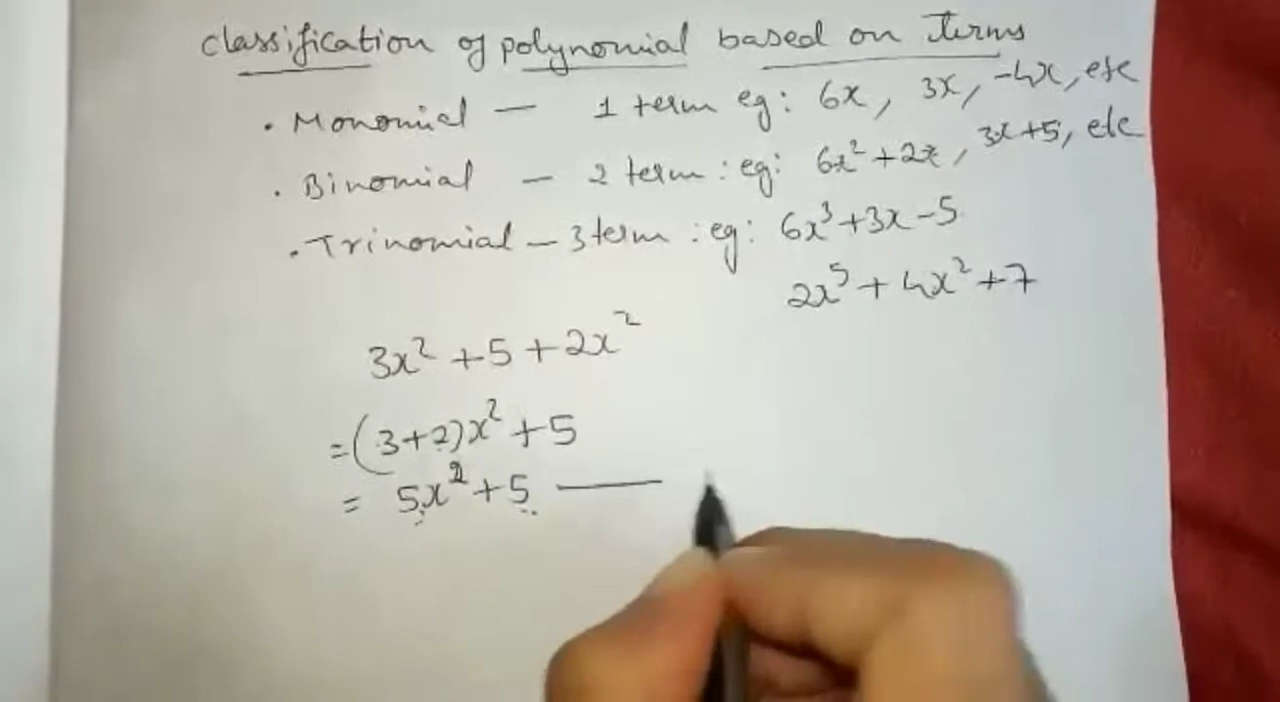 classification of polynomial based on Terms
. Monomial — 1 term eg: 6x, 3x, -4x, etc
. Binomial — 2 term : eg: 6x² + 2x, 3x+5, etc
. Trinomial — 3 term : eg: 6x³+3x-5
2x⁵ + 4x² + 7
3x² + 5 + 2x²
= (3+2)x² + 5
= 5x² + 5 ——